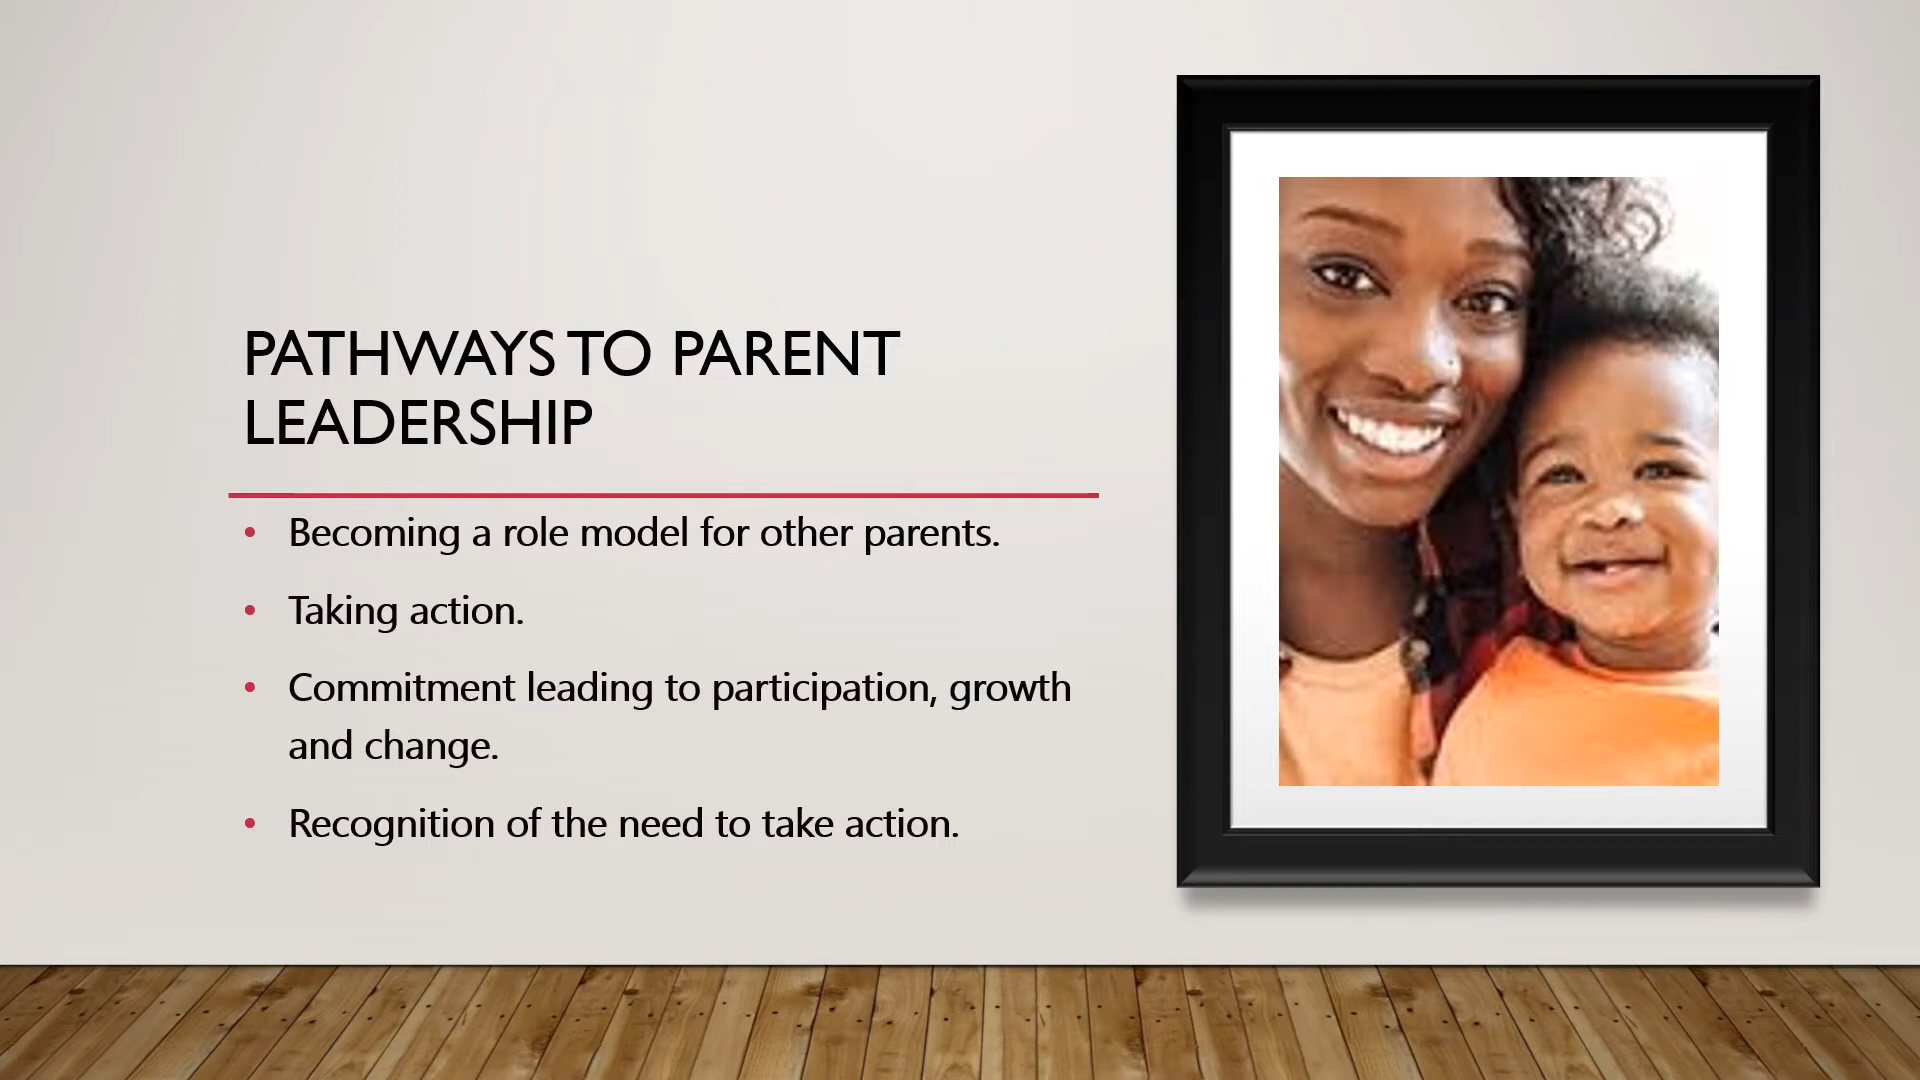 PATHWAYS TO PARENT
LEADERSHIP
• Becoming a role model for other parents.
• Taking action.
• Commitment leading to participation, growth
and change.
• Recognition of the need to take action.